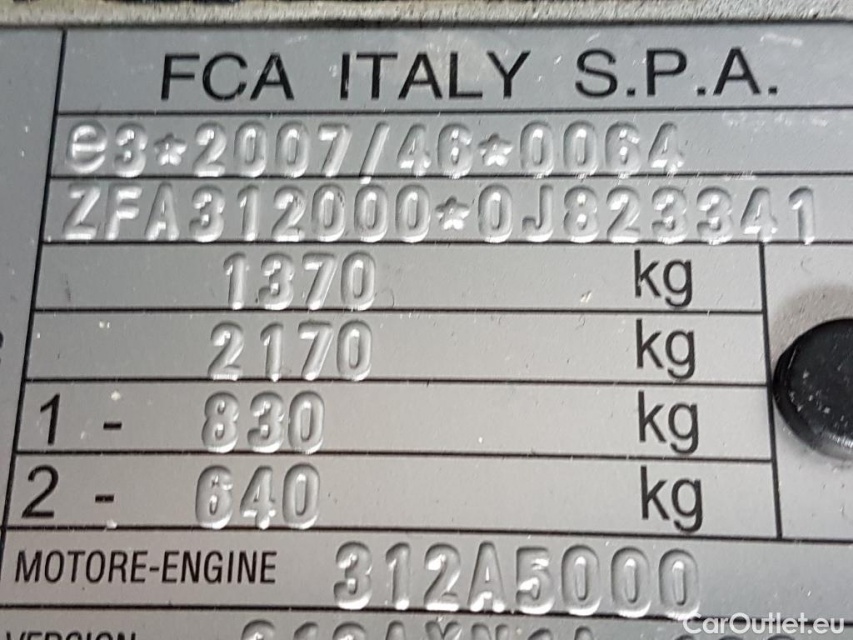 FCA ITALY S.P.A.
e3*2007/46*0064
ZFA312000*0J823341
1370 kg
2170 kg
1 - 830 kg
2 - 640 kg
MOTORE-ENGINE 312A5000
VERSION
CarOutlet.eu